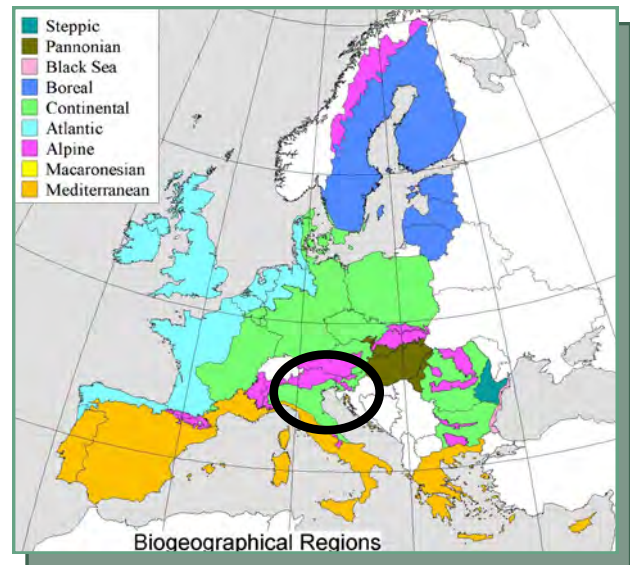 Steppic
Pannonian
Black Sea
Boreal
Continental
Atlantic
Alpine
Macaronesian
Mediterranean
Biogeographical Regions